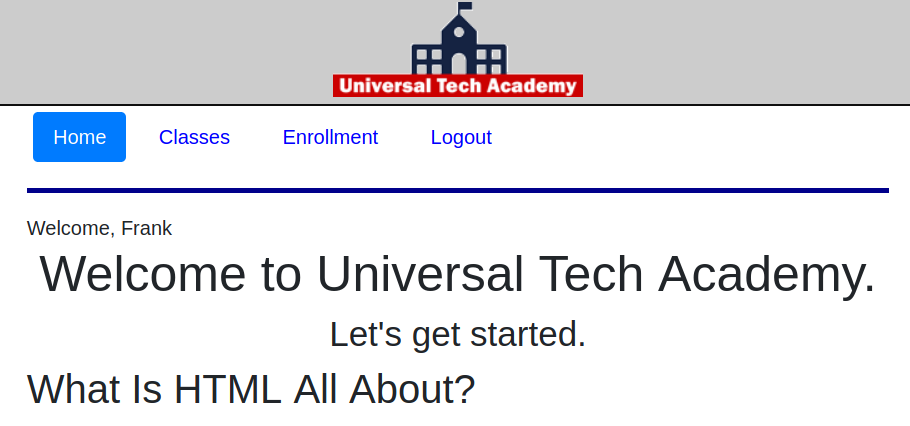 Universal Tech Academy
Home Classes Enrollment Logout
Welcome, Frank
Welcome to Universal Tech Academy.
Let's get started.
What Is HTML All About?